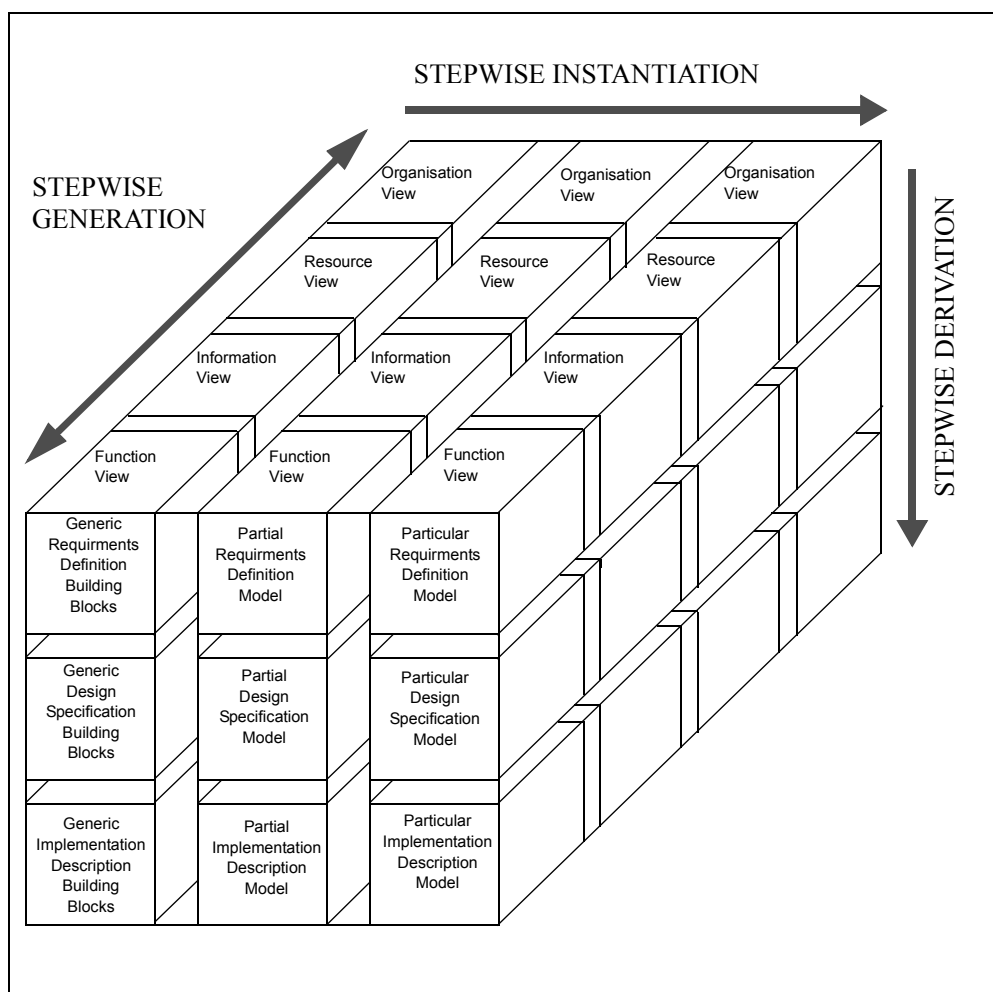 STEPWISE INSTANTIATION
STEPWISE
GENERATION
STEPWISE DERIVATION
Organisation
View
Organisation
View
Organisation
View
Resource
View
Resource
View
Resource
View
Information
View
Information
View
Information
View
Function
View
Function
View
Function
View
Generic
Requirments
Definition
Building
Blocks
Partial
Requirments
Definition
Model
Particular
Requirments
Definition
Model
Generic
Design
Specification
Building
Blocks
Partial
Design
Specification
Model
Particular
Design
Specification
Model
Generic
Implementation
Description
Building
Blocks
Partial
Implementation
Description
Model
Particular
Implementation
Description
Model